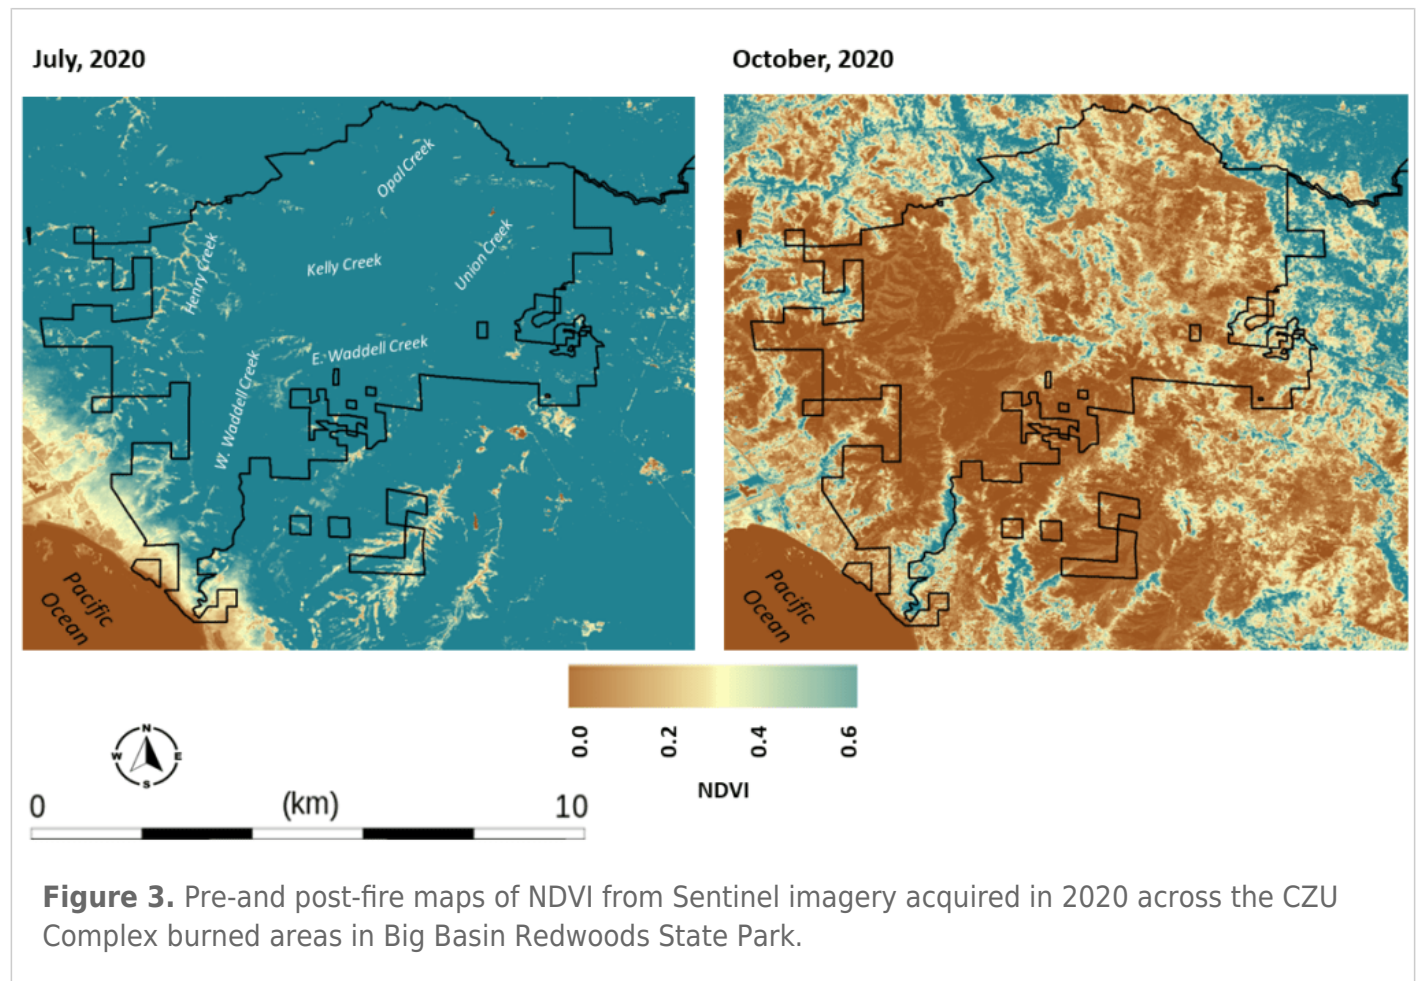 July, 2020
October, 2020
Opal Creek
Henry Creek
Kelly Creek
Union Creek
E. Waddell Creek
W. Waddell Creek
Pacific
Ocean
Pacific
Ocean
0.0 0.2 0.4 0.6
NDVI
N
W E
S
0 (km) 10
Figure 3. Pre-and post-fire maps of NDVI from Sentinel imagery acquired in 2020 across the CZU
Complex burned areas in Big Basin Redwoods State Park.